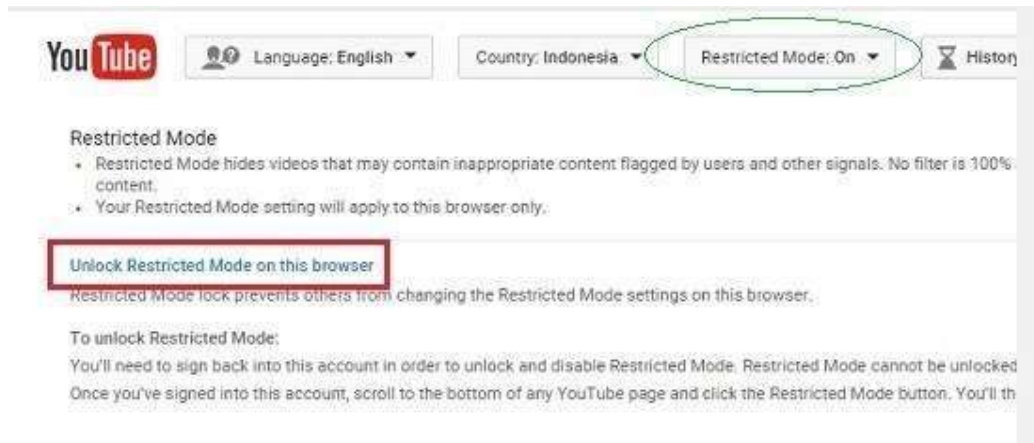 You Tube Language: English Country: Indonesia Restricted Mode: On History
Restricted Mode
Restricted Mode hides videos that may contain inappropriate content flagged by users and other signals. No filter is 100%
content.
Your Restricted Mode setting will apply to this browser only.
Unlock Restricted Mode on this browser
Restricted Mode lock prevents others from changing the Restricted Mode settings on this browser.
To unlock Restricted Mode:
You'll need to sign back into this account in order to unlock and disable Restricted Mode. Restricted Mode cannot be unlocked
Once you've signed into this account, scroll to the bottom of any YouTube page and click the Restricted Mode button. You'll th